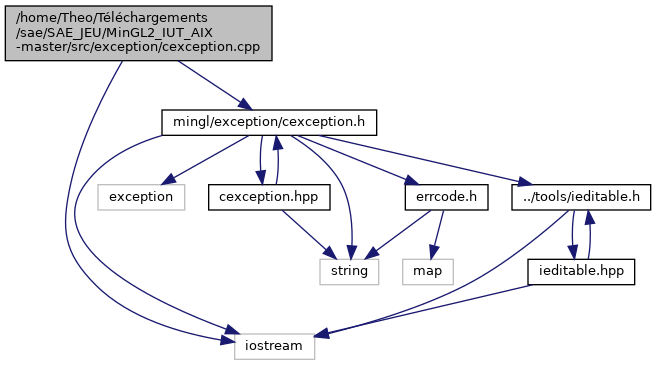 /home/Theo/Téléchargements
/sae/SAE_JEU/MinGL2_IUT_AIX
-master/src/exception/cexception.cpp
mingl/exception/cexception.h
exception
cexception.hpp
errcode.h
../tools/ieditable.h
string
map
ieditable.hpp
iostream